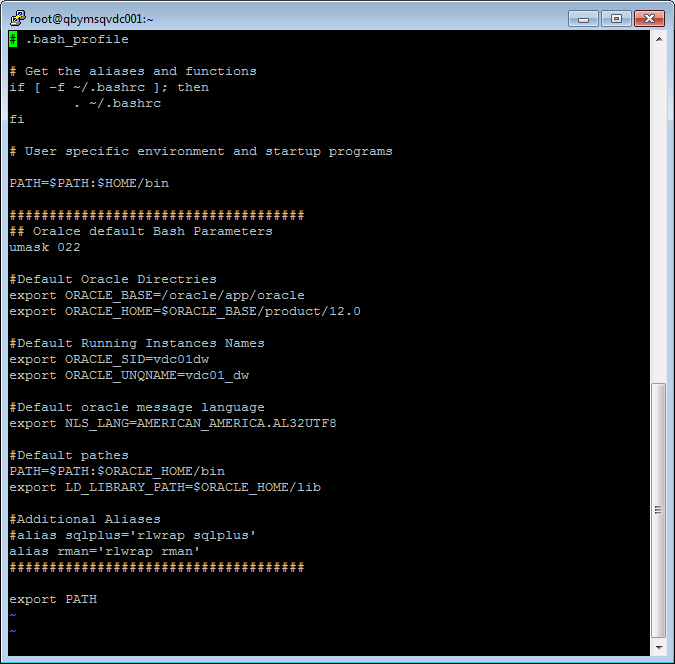 root@qbymsqvdc001:~
# .bash_profile
# Get the aliases and functions
if [ -f ~/.bashrc ]; then
. ~/.bashrc
fi
# User specific environment and startup programs
PATH=$PATH:$HOME/bin
#####################################
## Oralce default Bash Parameters
umask 022
#Default Oracle Directries
export ORACLE_BASE=/oracle/app/oracle
export ORACLE_HOME=$ORACLE_BASE/product/12.0
#Default Running Instances Names
export ORACLE_SID=vdc01dw
export ORACLE_UNQNAME=vdc01_dw
#Default oracle message language
export NLS_LANG=AMERICAN_AMERICA.AL32UTF8
#Default pathes
PATH=$PATH:$ORACLE_HOME/bin
export LD_LIBRARY_PATH=$ORACLE_HOME/lib
#Additional Aliases
#alias sqlplus='rlwrap sqlplus'
alias rman='rlwrap rman'
#####################################
export PATH
~
~